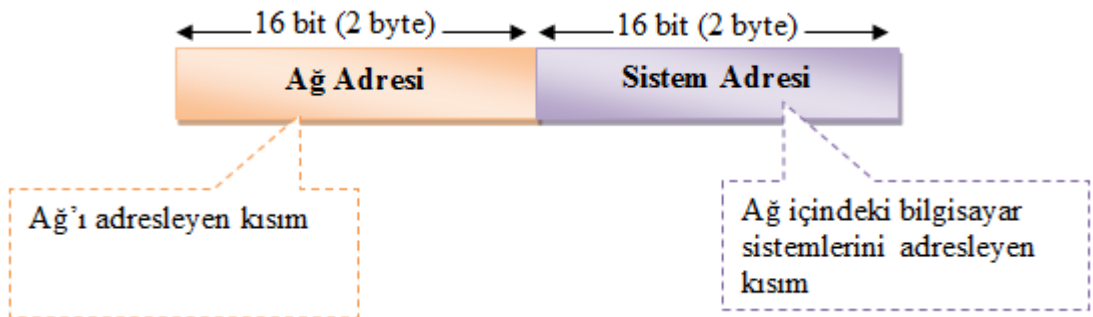 16 bit (2 byte) 16 bit (2 byte)
Ağ Adresi Sistem Adresi
Ağ'ı adresleyen kısım
Ağ içindeki bilgisayar
sistemlerini adresleyen
kısım